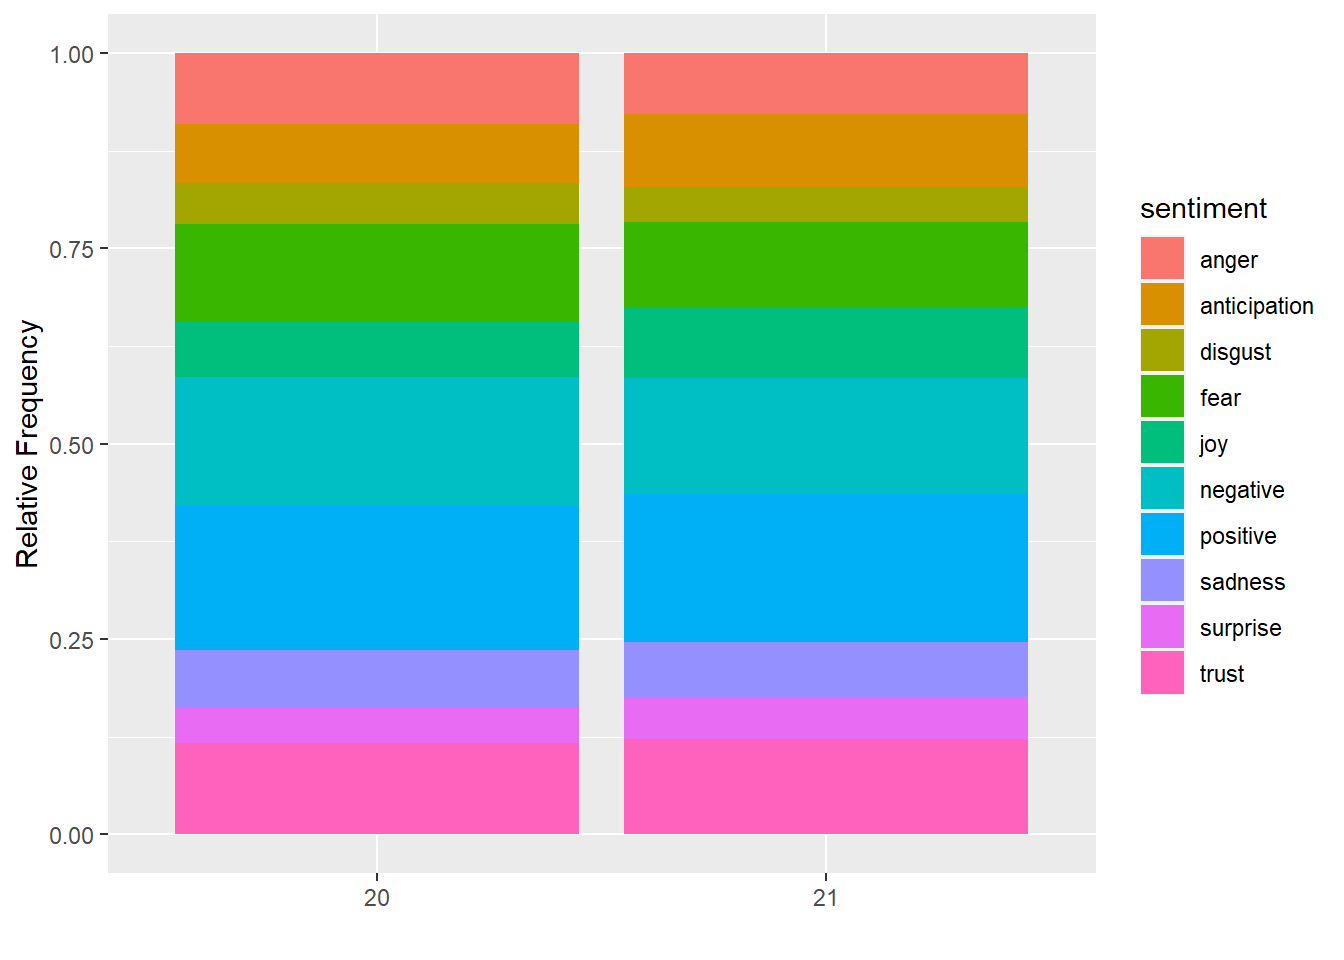 1.00
0.75
0.50
0.25
0.00
Relative Frequency
20
21
sentiment
anger
anticipation
disgust
fear
joy
negative
positive
sadness
surprise
trust